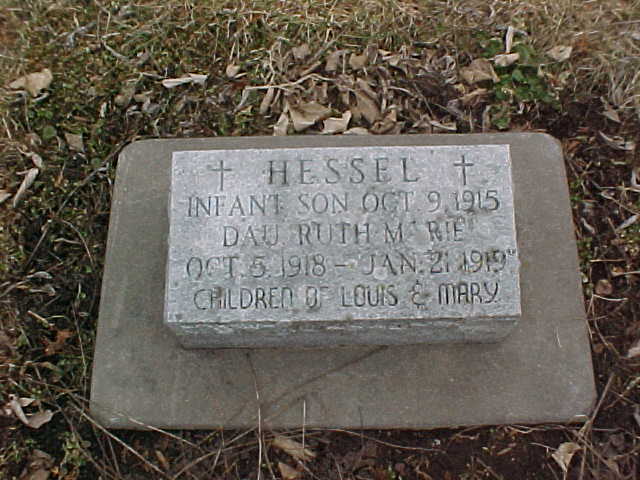 † HESSEL †
INFANT SON OCT. 9, 1915
DAU. RUTH MARIE
OCT. 5, 1918 - JAN. 21, 1919
CHILDREN OF LOUIS & MARY